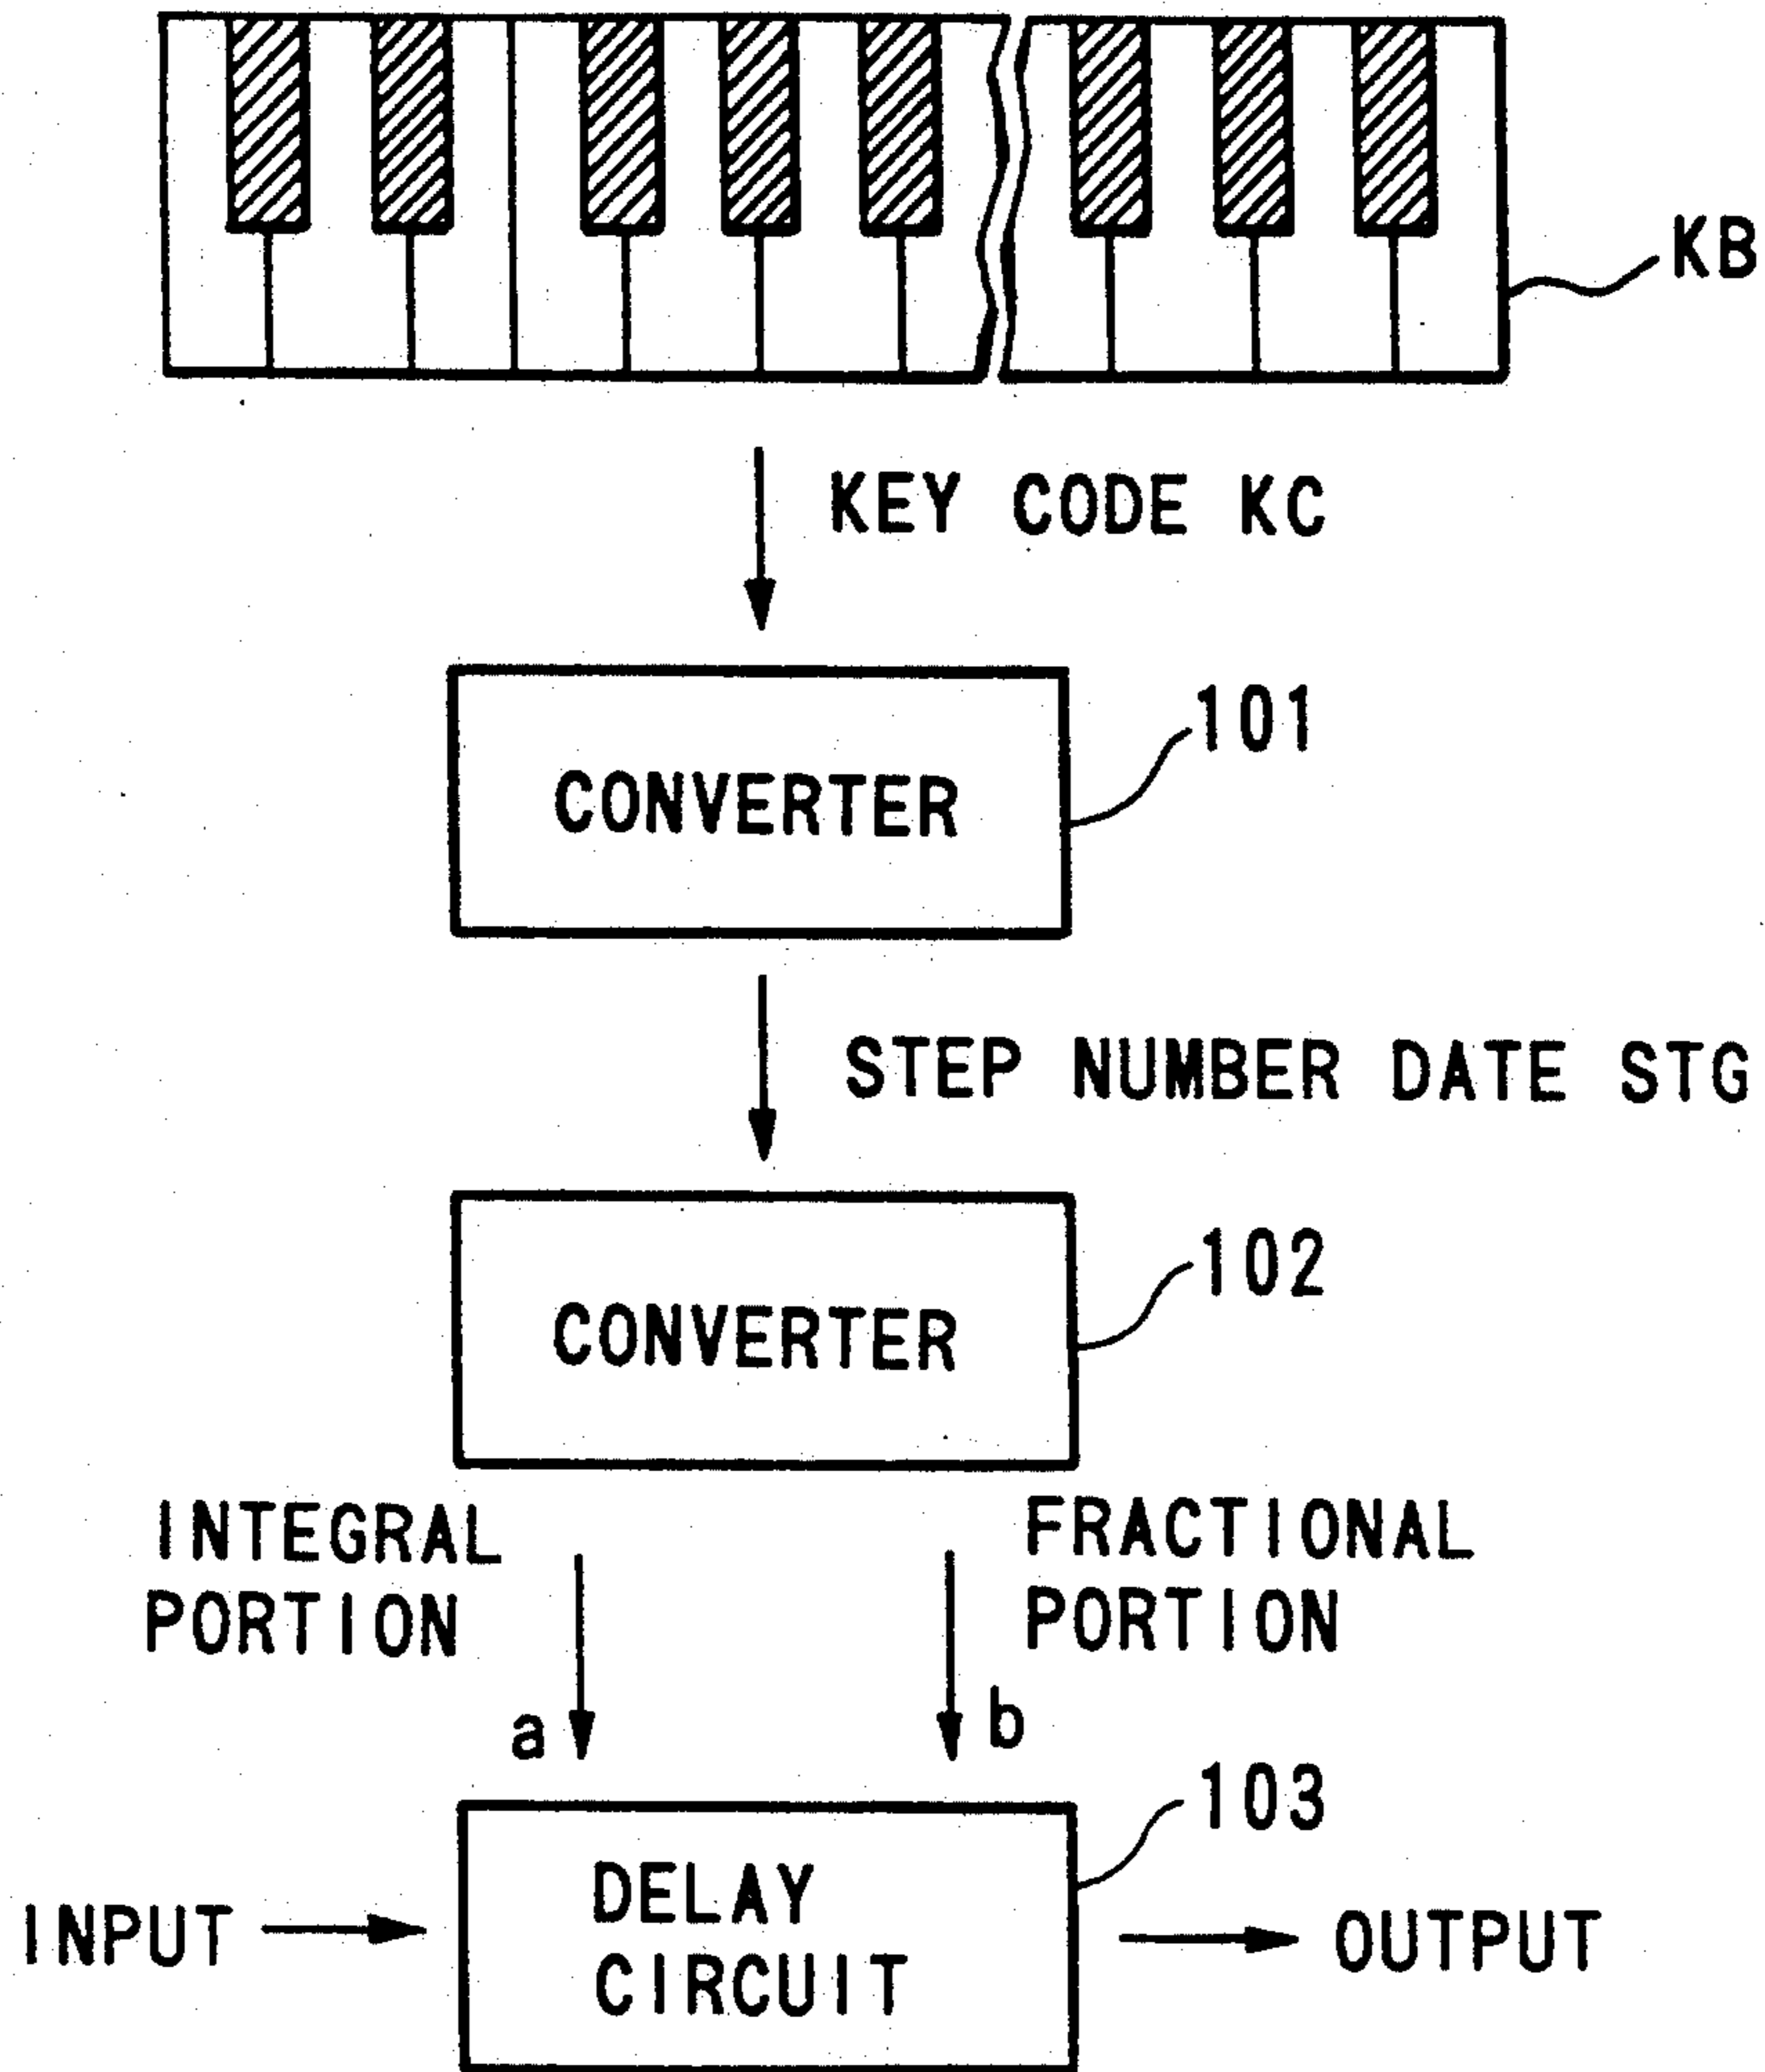 KB
KEY CODE KC
101
CONVERTER
STEP NUMBER DATE STG
102
CONVERTER
INTEGRAL
PORTION
FRACTIONAL
PORTION
a
b
103
DELAY
CIRCUIT
INPUT
OUTPUT